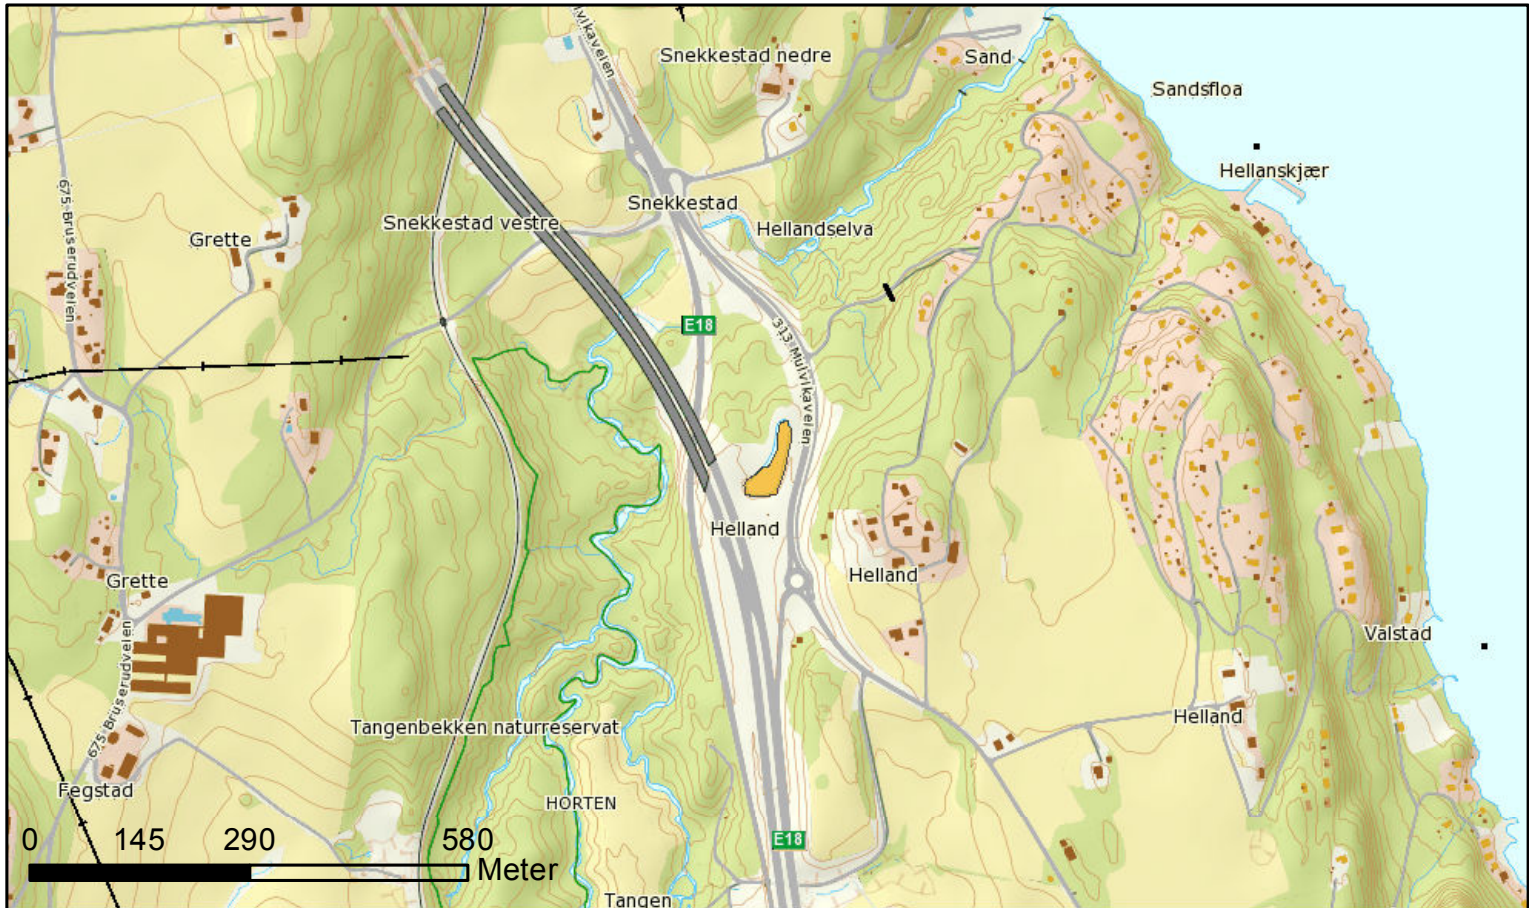 lvikaveien
Snekkestad nedre
Sand
Sandsfloa
Hellanskjær
675 Bruserudveien
Grette
Snekkestad vestre
Snekkestad
Hellandselva
E18
313 Mulvikaveien
Helland
Helland
Grette
675 Bruserudveien
Valstad
Helland
Tangenbekken naturreservat
Fegstad
HORTEN
E18
0 145 290 580
Meter
Tangen